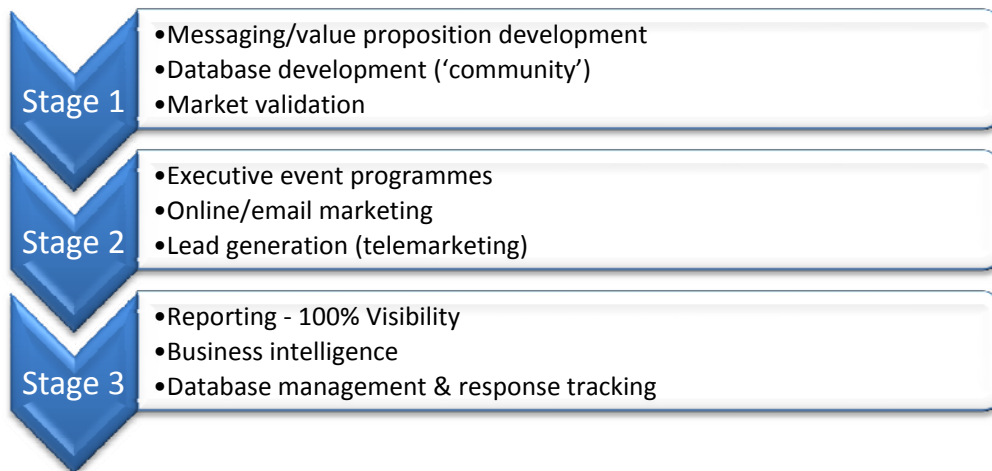 Stage 1
•Messaging/value proposition development
•Database development (‘community’)
•Market validation
Stage 2
•Executive event programmes
•Online/email marketing
•Lead generation (telemarketing)
Stage 3
•Reporting - 100% Visibility
•Business intelligence
•Database management & response tracking